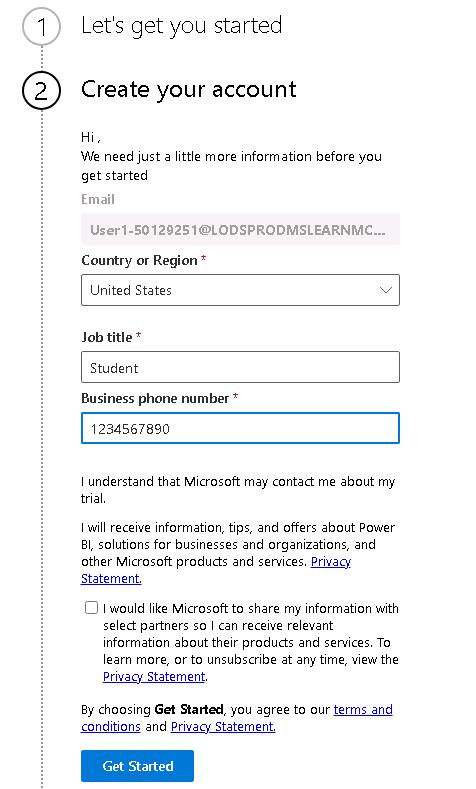 1 Let's get you started
2 Create your account
Hi ,
We need just a little more information before you
get started
Email
User1-50129251@LODSPRODMSLEARNMC...
Country or Region *
United States
Job title *
Student
Business phone number *
1234567890
I understand that Microsoft may contact me about my
trial.
I will receive information, tips, and offers about Power
BI, solutions for businesses and organizations, and
other Microsoft products and services. Privacy
Statement.
I would like Microsoft to share my information with
select partners so I can receive relevant
information about their products and services. To
learn more, or to unsubscribe at any time, view the
Privacy Statement.
By choosing Get Started, you agree to our terms and
conditions and Privacy Statement.
Get Started